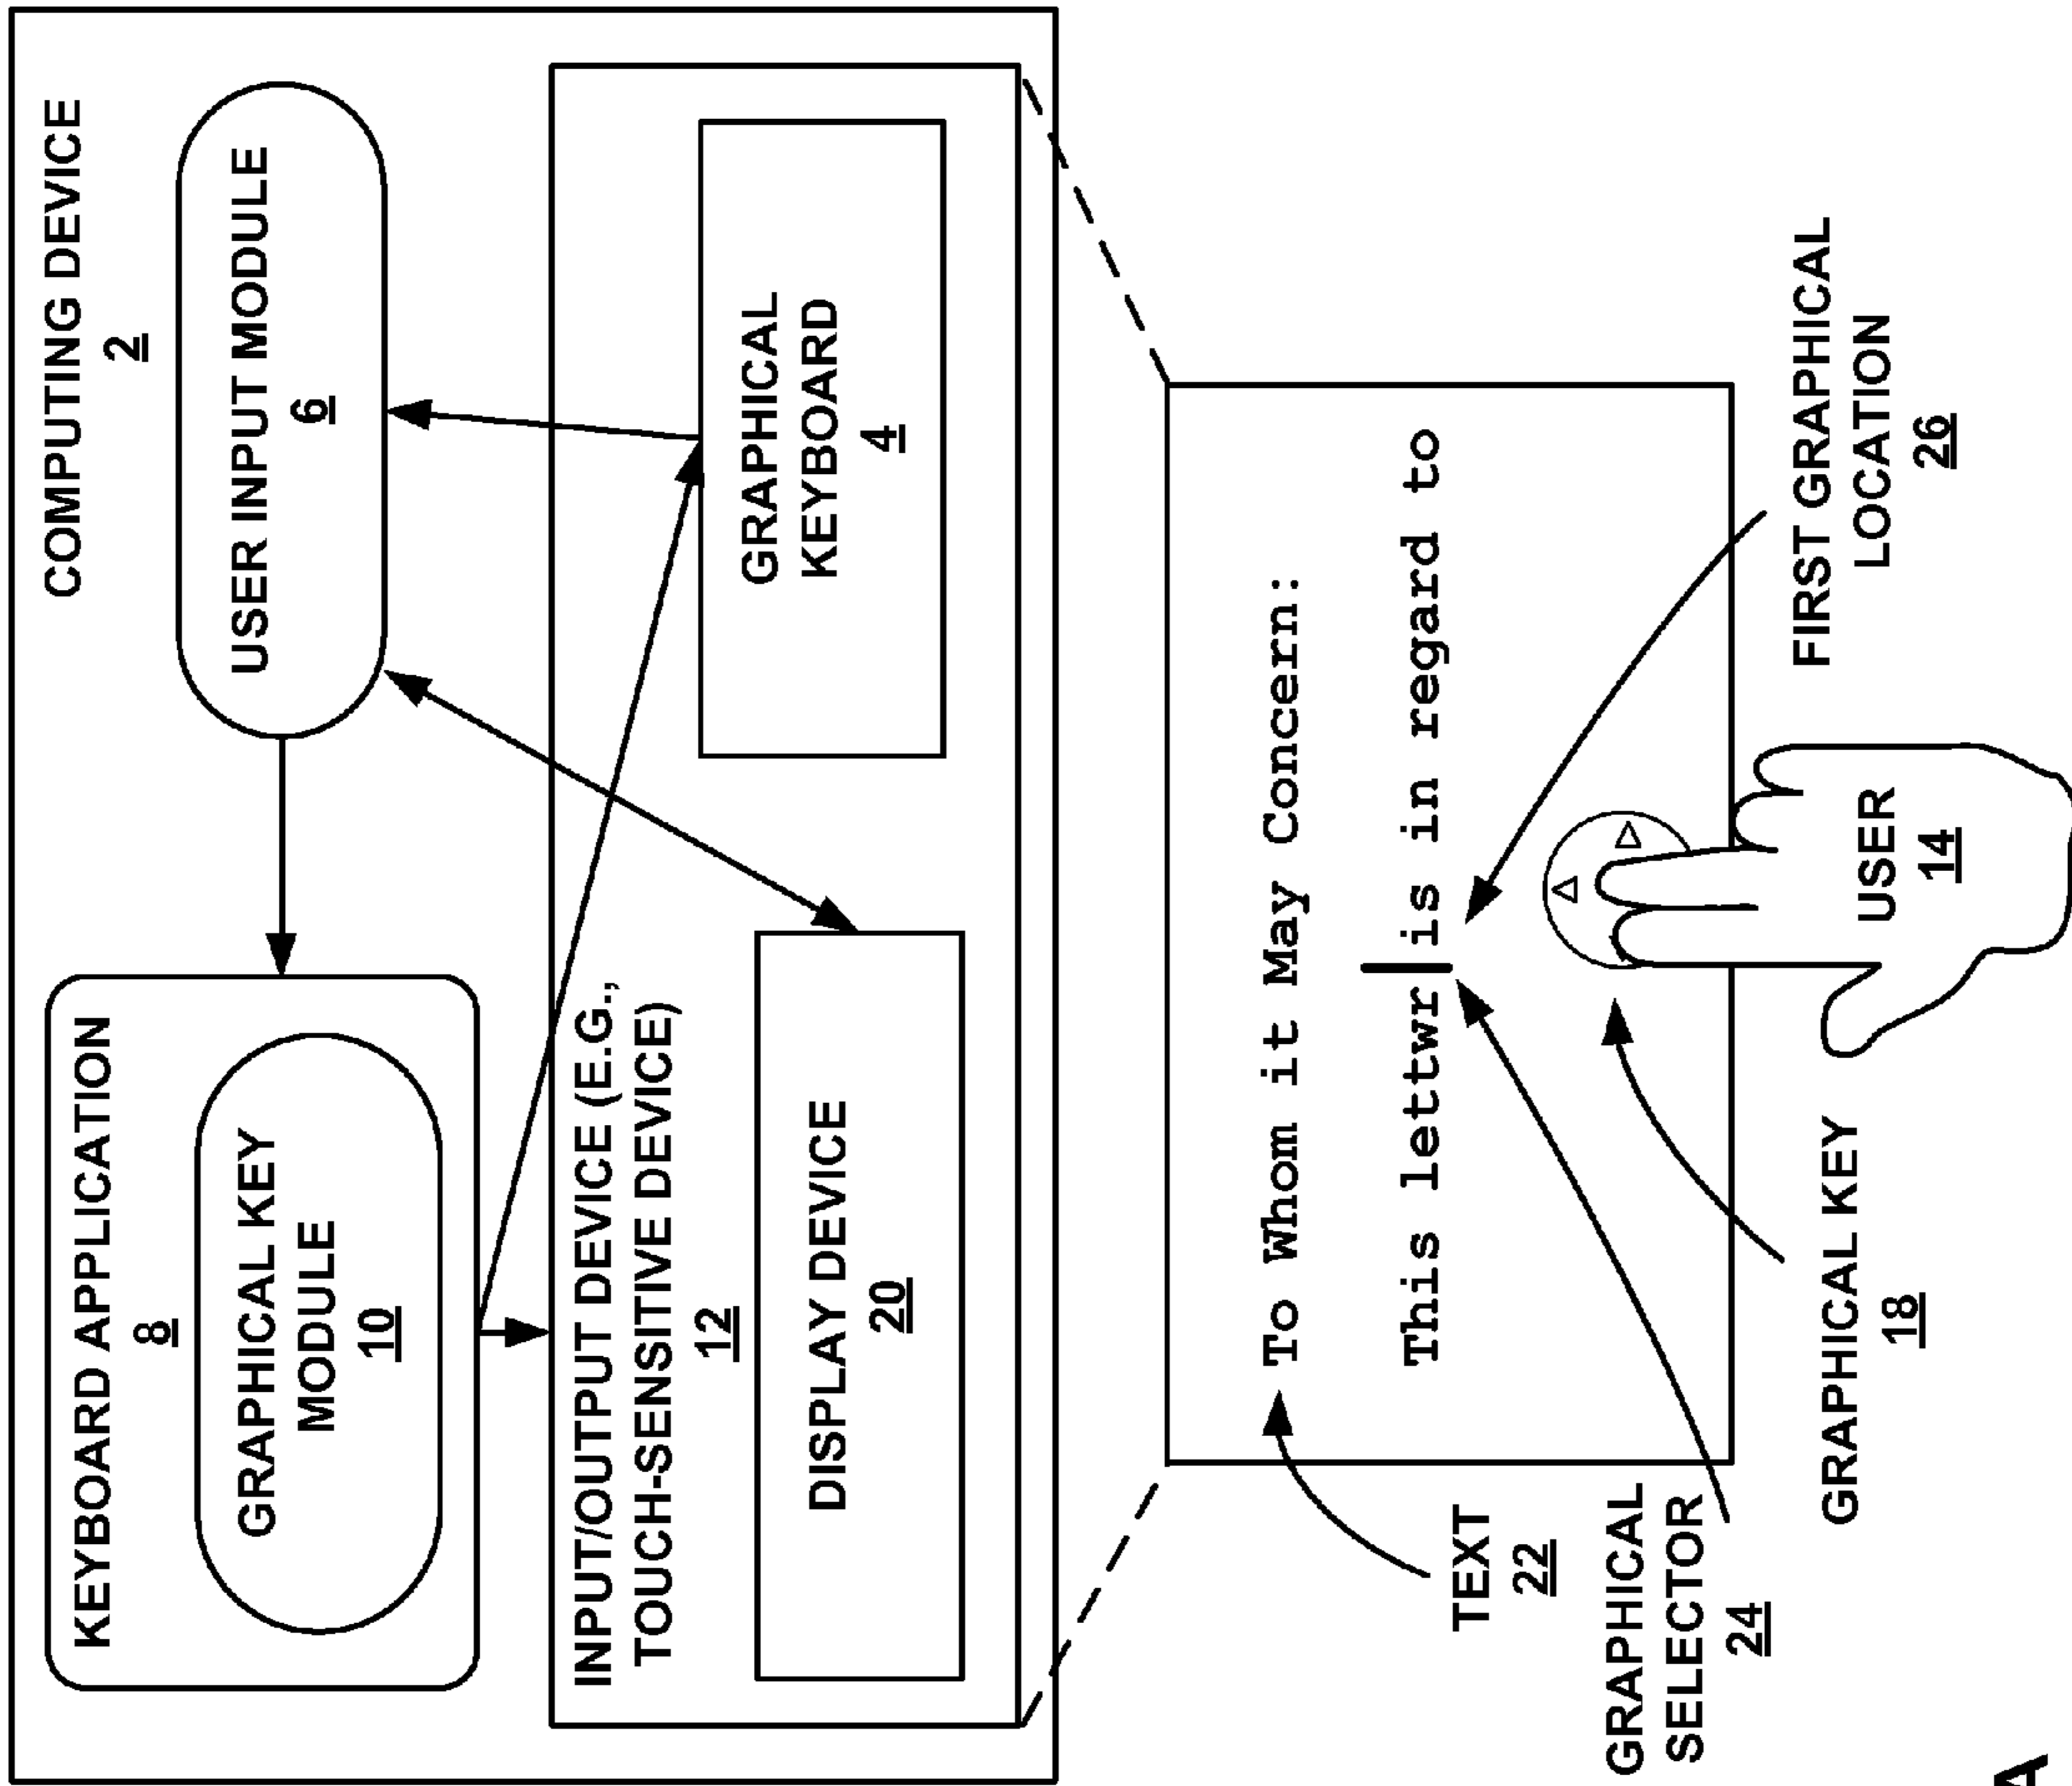 COMPUTING DEVICE
2
KEYBOARD APPLICATION
8
GRAPHICAL KEY
MODULE
10
USER INPUT MODULE
6
INPUT/OUTPUT DEVICE (E.G.,
TOUCH-SENSITIVE DEVICE)
12
DISPLAY DEVICE
20
GRAPHICAL
KEYBOARD
4
TEXT
22
To Whom it May Concern:
This lettwr is in regard to
GRAPHICAL
SELECTOR
24
GRAPHICAL KEY
18
USER
14
FIRST GRAPHICAL
LOCATION
26
A